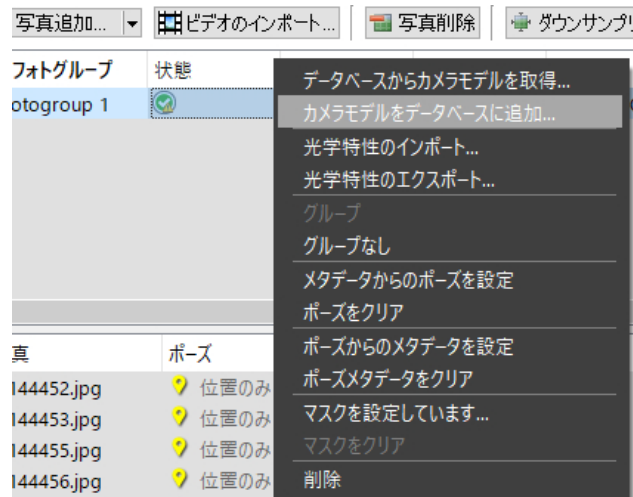 写真追加... ビデオのインポート... 写真削除 ダウンサンプリ
フォトグループ 状態
otogroup 1
データベースからカメラモデルを取得...
カメラモデルをデータベースに追加...
光学特性のインポート...
光学特性のエクスポート...
グループ
グループなし
メタデータからのポーズを設定
ポーズをクリア
ポーズからのメタデータを設定
ポーズメタデータをクリア
マスクを設定しています...
マスクをクリア
削除
真 ポーズ
144452.jpg 位置のみ
144453.jpg 位置のみ
144455.jpg 位置のみ
144456.jpg 位置のみ